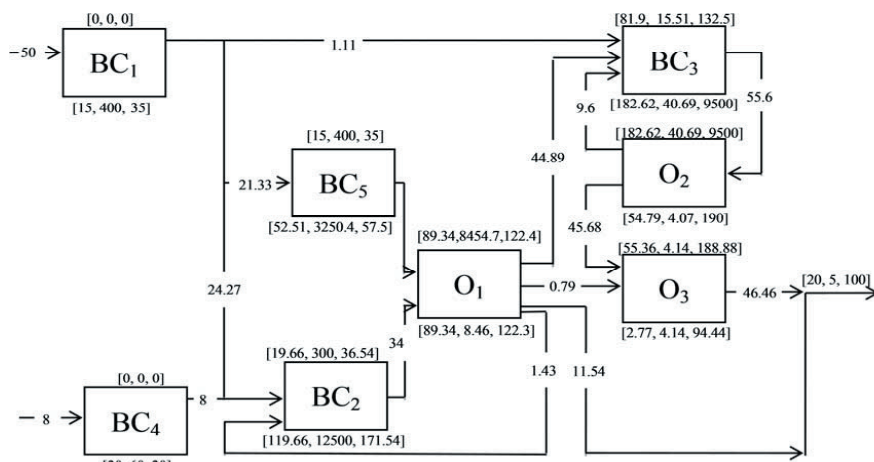 [0, 0, 0]
50
BC1
[15, 400, 35]
1.11
[81.9, 15.51, 132.5]
BC3
[182.62, 40.69, 9500]
55.6
9.6
[182.62, 40.69, 9500]
O2
[54.79, 4.07, 190]
[15, 400, 35]
21.33
BC5
[52.51, 3250.4, 57.5]
44.89
45.68
[89.34,8454.7,122.4]
O1
[89.34, 8.46, 122.3]
0.79
[55.36, 4.14, 188.88]
O3
[2.77, 4.14, 94.44]
46.46
[20, 5, 100]
24.27
34
[19.66, 300, 36.54]
BC2
[119.66, 12500, 171.54]
1.43
11.54
[0, 0, 0]
8
BC4
8